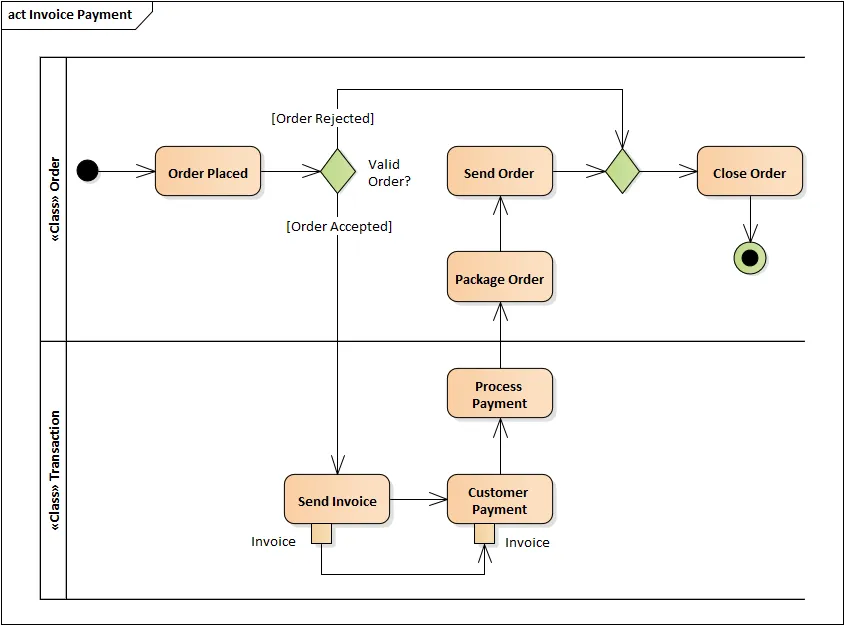 act Invoice Payment
«Class» Order
[Order Rejected]
Order Placed
Valid
Order?
Send Order
Close Order
[Order Accepted]
Package Order
«Class» Transaction
Process
Payment
Send Invoice
Customer
Payment
Invoice
Invoice